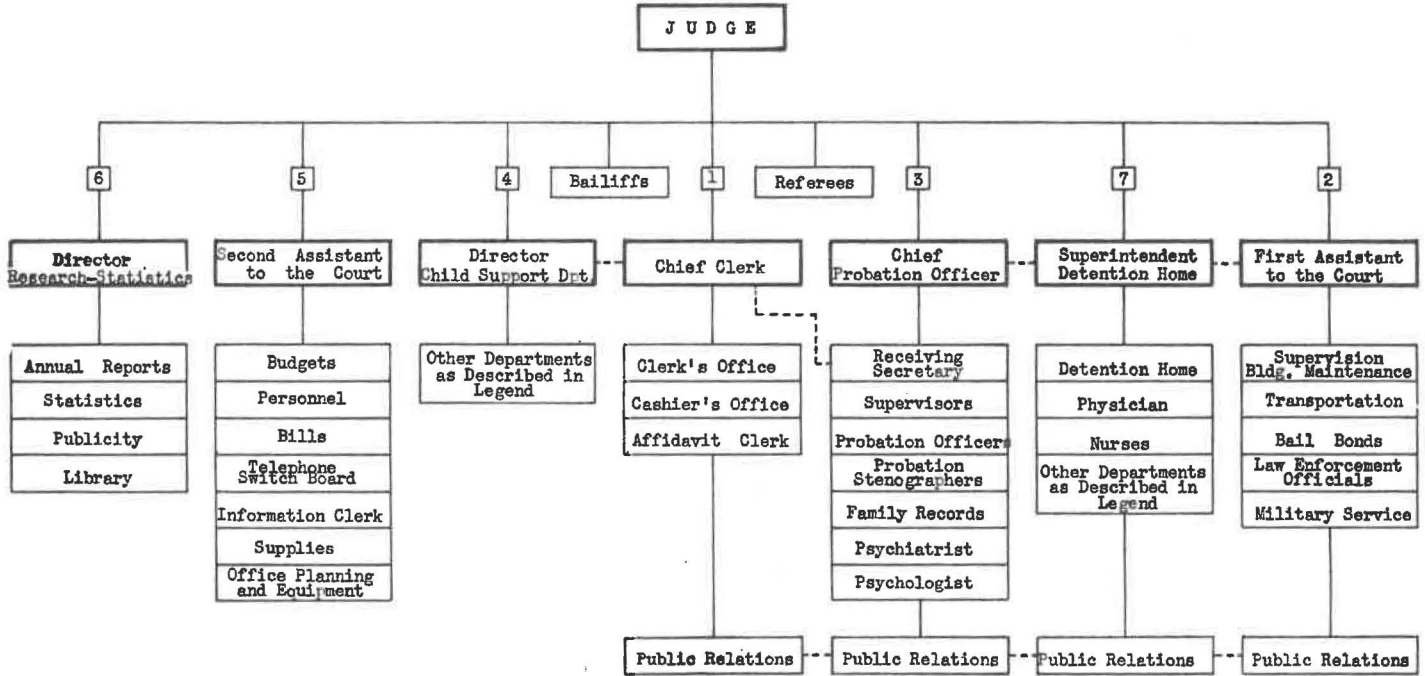 JUDGE
6
5
4
Bailiffs
1
Referees
3
7
2
Director
Research-Statistics
Second Assistant
to the Court
Director
Child Support Dpt.
Chief Clerk
Chief
Probation Officer
Superintendent
Detention Home
First Assistant
to the Court
Annual Reports
Statistics
Publicity
Library
Budgets
Personnel
Bills
Telephone
Switch Board
Information Clerk
Supplies
Office Planning
and Equipment
Other Departments
as Described in
Legend
Clerk's Office
Cashier's Office
Affidavit Clerk
Receiving
Secretary
Supervisors
Probation Officers
Probation
Stenographers
Family Records
Psychiatrist
Psychologist
Detention Home
Physician
Nurses
Other Departments
as Described in
Legend
Supervision
Bldg. Maintenance
Transportation
Bail Bonds
Law Enforcement
Officials
Military Service
Public Relations
Public Relations
Public Relations
Public Relations